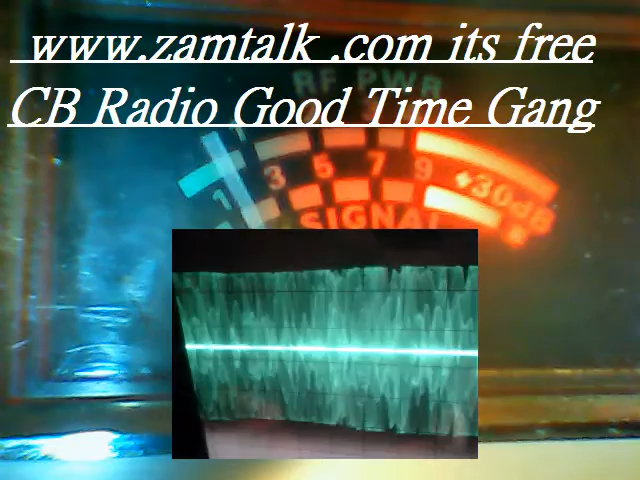 www.zamtalk .com its free
CB Radio Good Time Gang
RF PWR
1 3 5 7 9 +30dB
SIGNAL